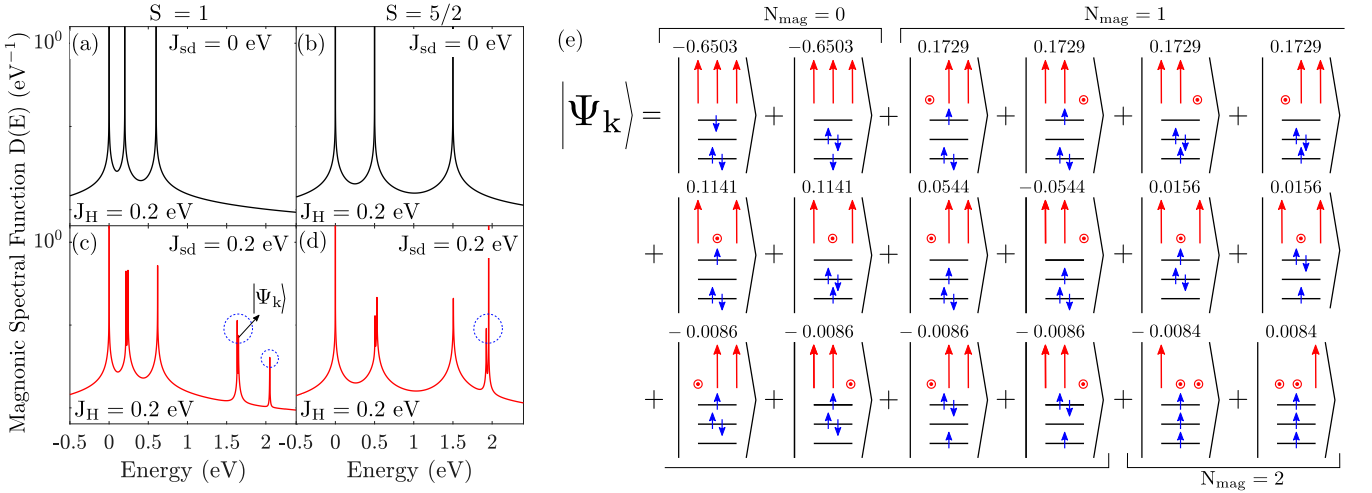 S = 1
S = 5/2
Magnonic Spectral Function D(E) (eV⁻¹)
10⁰
(a)
J_sd = 0 eV
J_H = 0.2 eV
(b)
J_sd = 0 eV
J_H = 0.2 eV
10⁰
(c)
J_sd = 0.2 eV
|Ψ_k⟩
J_H = 0.2 eV
(d)
J_sd = 0.2 eV
J_H = 0.2 eV
-0.5 0 0.5 1 1.5 2 -0.5 0 0.5 1 1.5 2
Energy (eV)
Energy (eV)
(e)
N_mag = 0
N_mag = 1
−0.6503 −0.6503 0.1729 0.1729 0.1729 0.1729
|Ψ_k⟩ = + + + + +
0.1141 0.1141 0.0544 −0.0544 0.0156 0.0156
+ + + + + +
−0.0086 −0.0086 −0.0086 −0.0086 −0.0084 0.0084
+ + + + + +
N_mag = 2